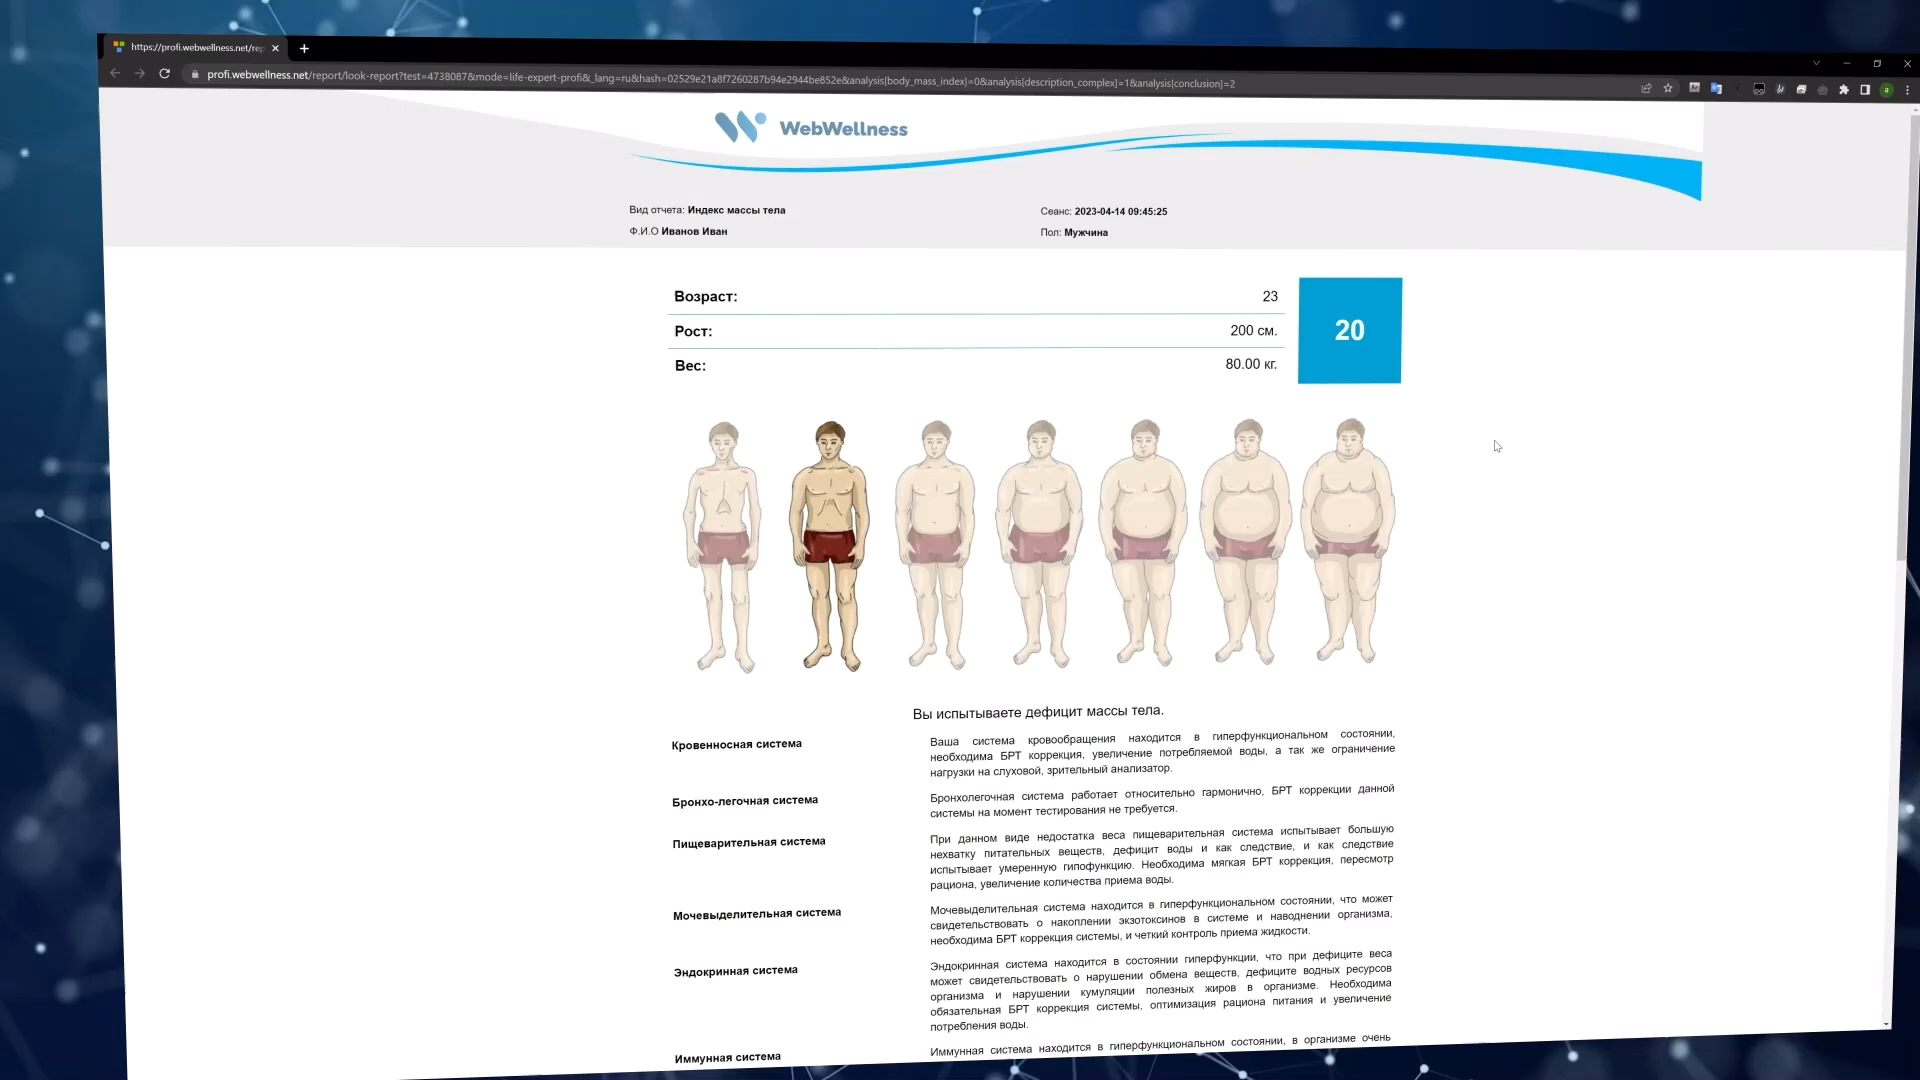 https://profi.webwellness.net/rep
profi.webwellness.net/report/look-report?test=4738087&mode=life-expert-profi&_lang=ru&hash=02529e21a8f7260287b94e2944be852e&analysis[body_mass_index]=0&analysis[description_complex]=1&analysis[conclusion]=2
WebWellness
Вид отчета: Индекс массы тела
Сеанс: 2023-04-14 09:45:25
Ф.И.О Иванов Иван
Пол: Мужчина
Возраст: 23
Рост: 200 см.
Вес: 80.00 кг.
20
Вы испытываете дефицит массы тела.
Кровенносная система
Ваша система кровообращения находится в гиперфункциональном состоянии,
необходима БРТ коррекция, увеличение потребляемой воды, а так же ограничение
нагрузки на слуховой, зрительный анализатор.
Бронхо-легочная система
Бронхолегочная система работает относительно гармонично, БРТ коррекции данной
системы на момент тестирования не требуется.
Пищеварительная система
При данном виде недостатка веса пищеварительная система испытывает большую
нехватку питательных веществ, дефицит воды и как следствие, и как следствие
испытывает умеренную гипофункцию. Необходима мягкая БРТ коррекция, пересмотр
рациона, увеличение количества приема воды.
Мочевыделительная система
Мочевыделительная система находится в гиперфункциональном состоянии, что может
свидетельствовать о накоплении экзотоксинов в системе и наводнении организма,
необходима БРТ коррекция системы, и четкий контроль приема жидкости.
Эндокринная система
Эндокринная система находится в состоянии гиперфункции, что при дефиците веса
может свидетельствовать о нарушении обмена веществ, дефиците водных ресурсов
организма и нарушении кумуляции полезных жиров в организме. Необходима
обязательная БРТ коррекция системы, оптимизация рациона питания и увеличение
потребления воды.
Иммунная система
Иммунная система находится в гиперфункциональном состоянии, в организме очень